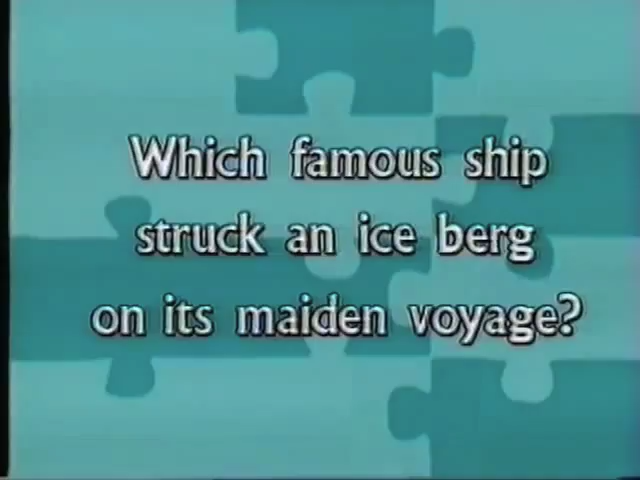 Which famous ship
struck an ice berg
on its maiden voyage?